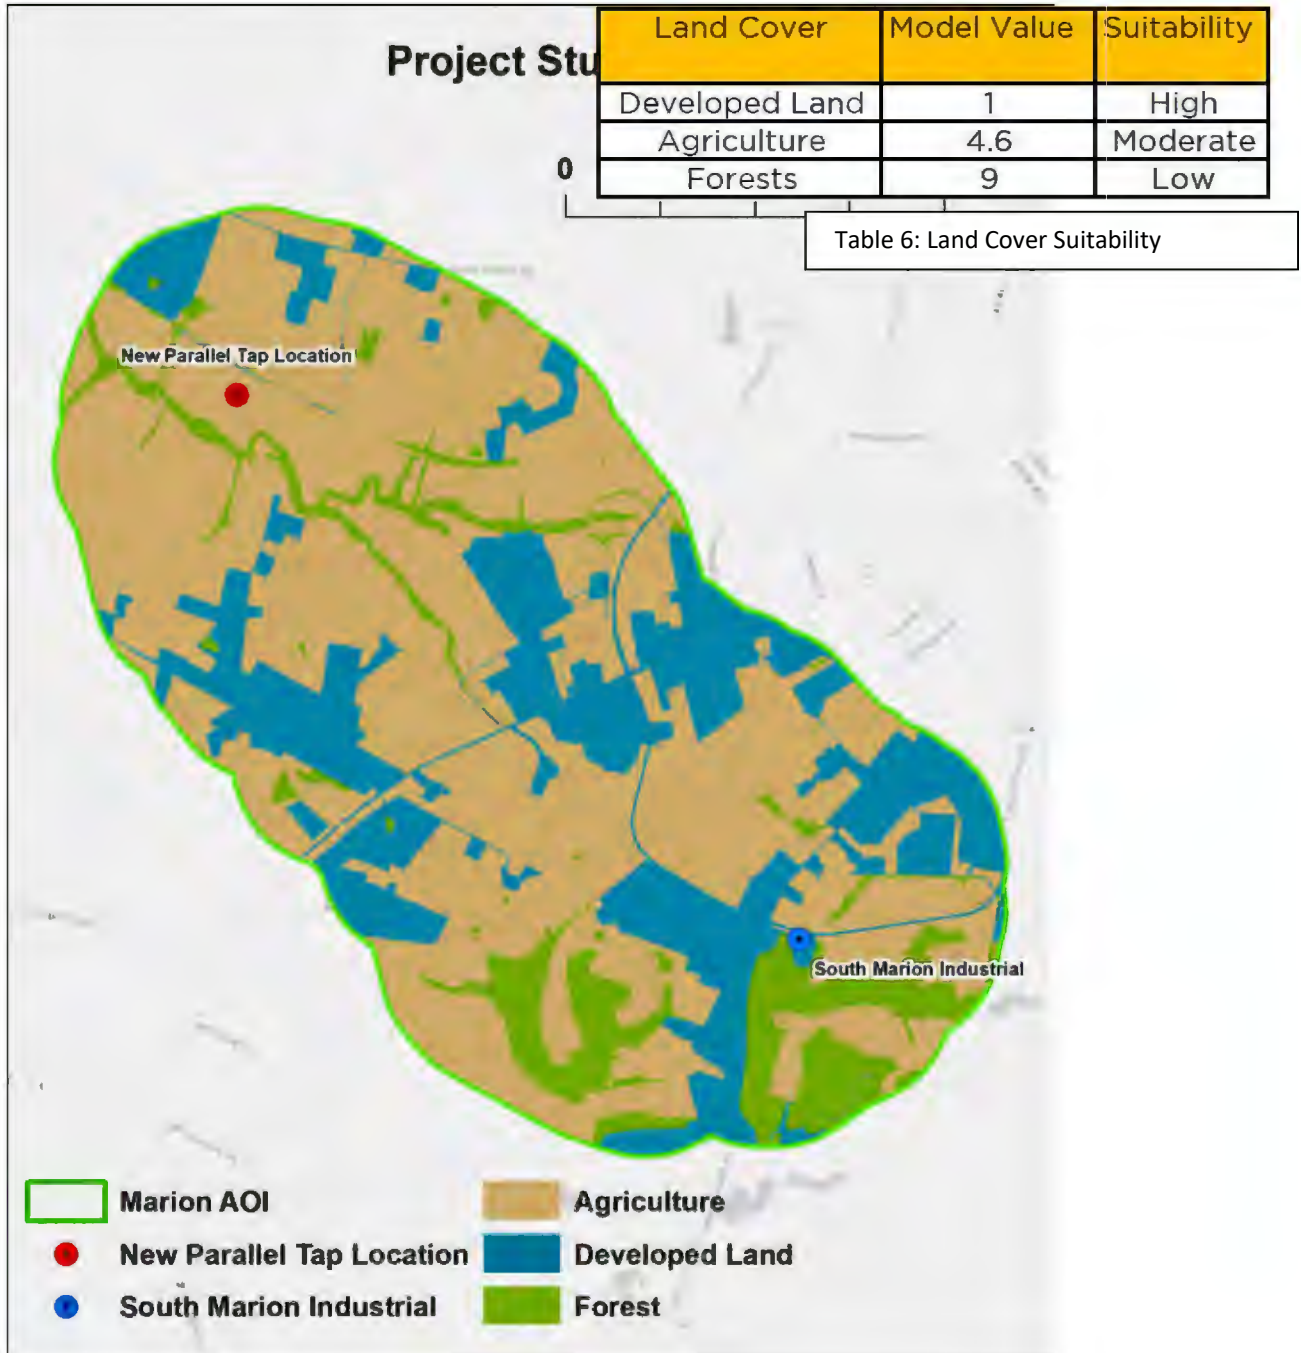 Project Stu
Land Cover Model Value Suitability
Developed Land 1 High
Agriculture 4.6 Moderate
Forests 9 Low
0
Table 6: Land Cover Suitability
New Parallel Tap Location
South Marion Industrial
Marion AOI
New Parallel Tap Location
South Marion Industrial
Agriculture
Developed Land
Forest